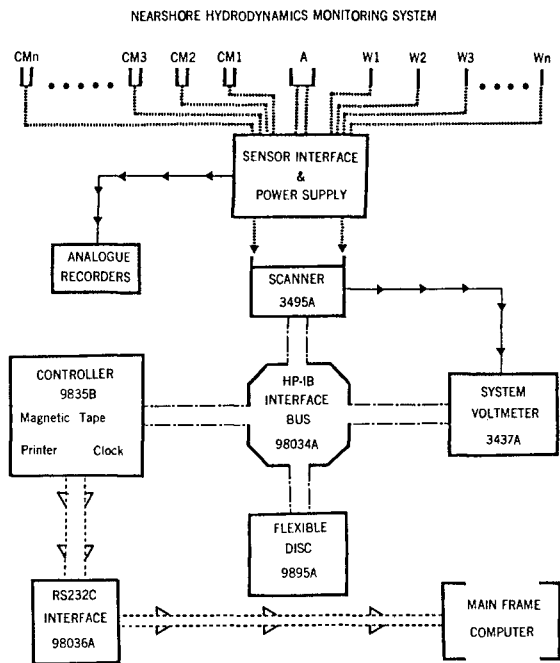 NEARSHORE HYDRODYNAMICS MONITORING SYSTEM
CMn CM3 CM2 CM1 A W1 W2 W3 Wn
SENSOR INTERFACE
&
POWER SUPPLY
ANALOGUE
RECORDERS
SCANNER
3495A
CONTROLLER
9835B
Magnetic Tape
Printer Clock
HP-IB
INTERFACE
BUS
98034A
SYSTEM
VOLTMETER
3437A
FLEXIBLE
DISC
9895A
RS232C
INTERFACE
98036A
MAIN FRAME
COMPUTER